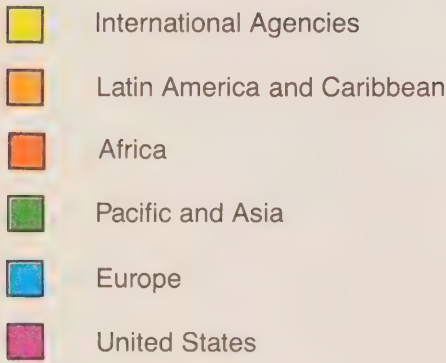 International Agencies
Latin America and Caribbean
Africa
Pacific and Asia
Europe
United States